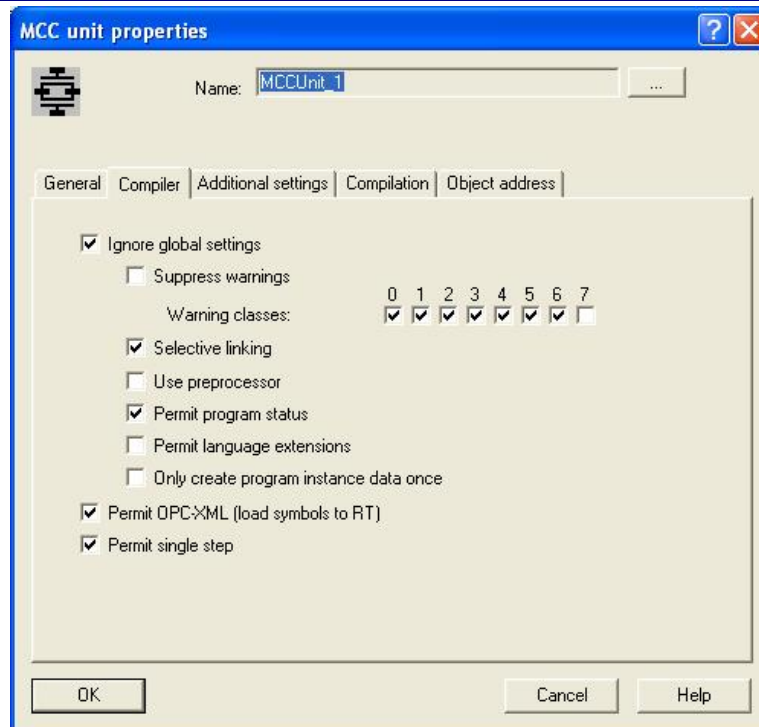 MCC unit properties
Name: MCCUnit_1 ...
General Compiler Additional settings Compilation Object address
Ignore global settings
Suppress warnings
0 1 2 3 4 5 6 7
Warning classes:
Selective linking
Use preprocessor
Permit program status
Permit language extensions
Only create program instance data once
Permit OPC-XML (load symbols to RT)
Permit single step
OK Cancel Help